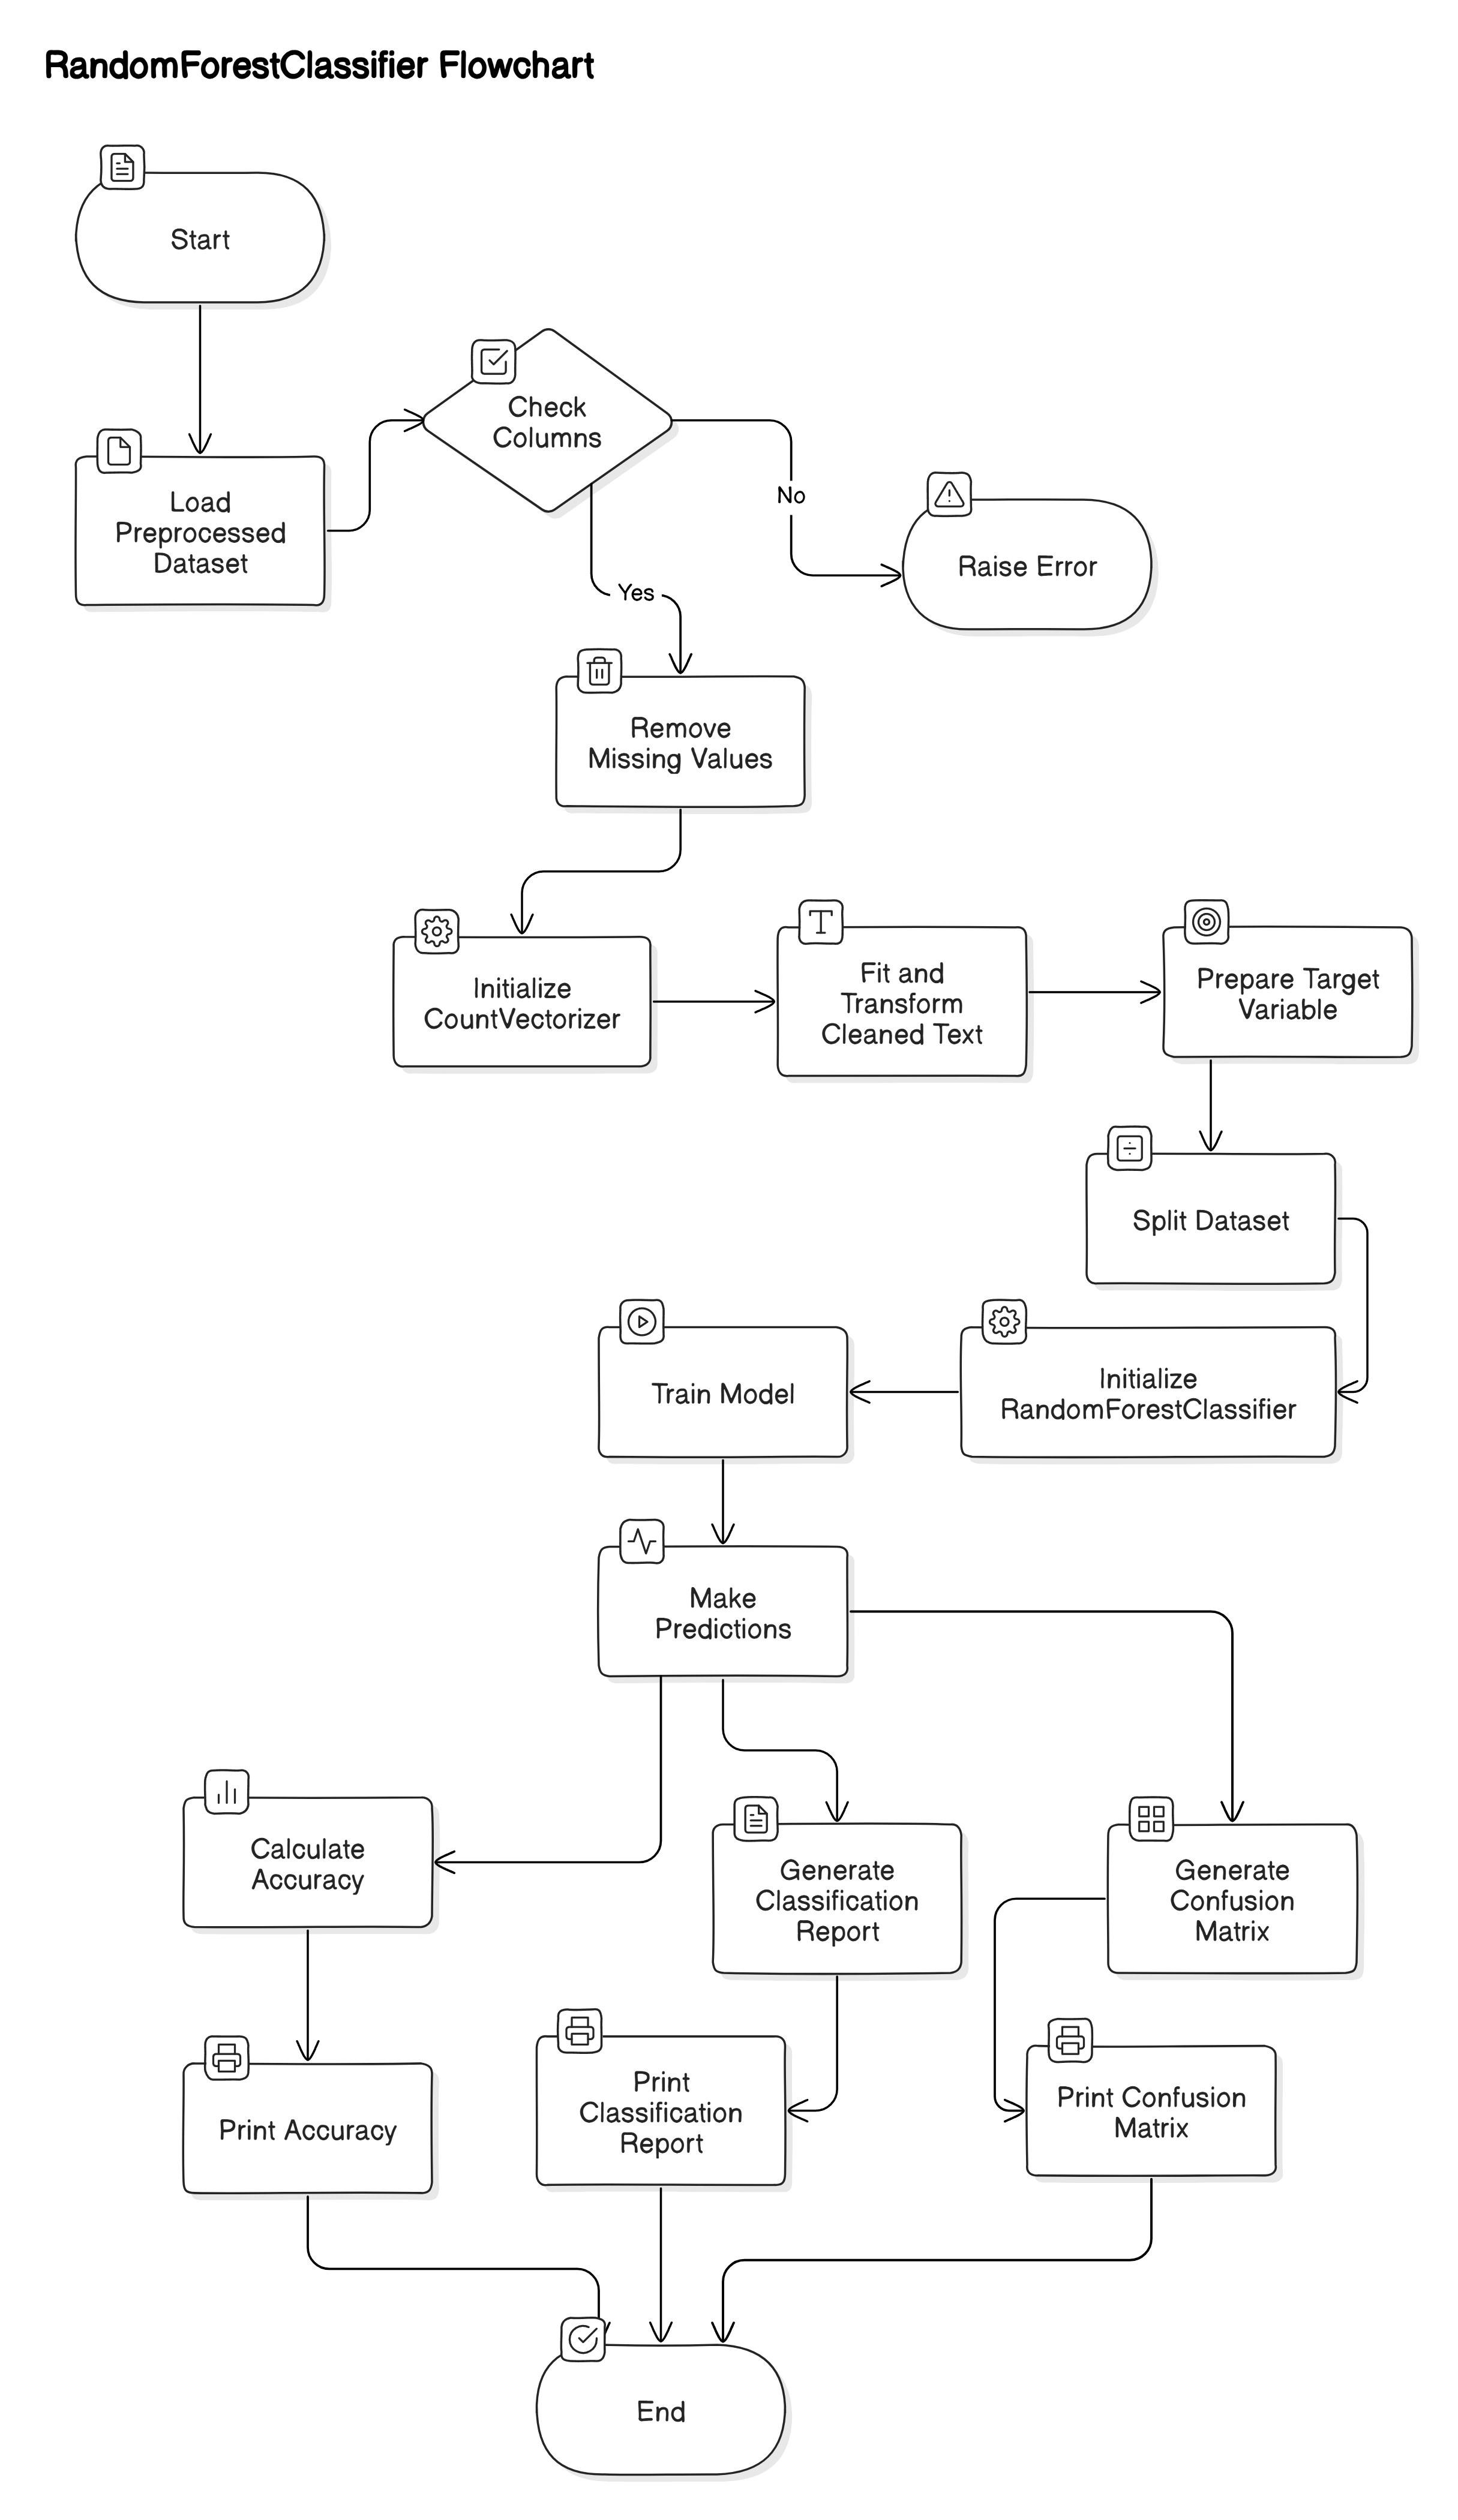 RandomForestClassifier Flowchart
Start
Check
Columns
Load
Preprocessed
Dataset
No
Raise Error
Yes
Remove
Missing Values
Initialize
CountVectorizer
Fit and
Transform
Cleaned Text
Prepare Target
Variable
Split Dataset
Initialize
RandomForestClassifier
Train Model
Make
Predictions
Calculate
Accuracy
Generate
Classification
Report
Generate
Confusion
Matrix
Print Accuracy
Print
Classification
Report
Print Confusion
Matrix
End